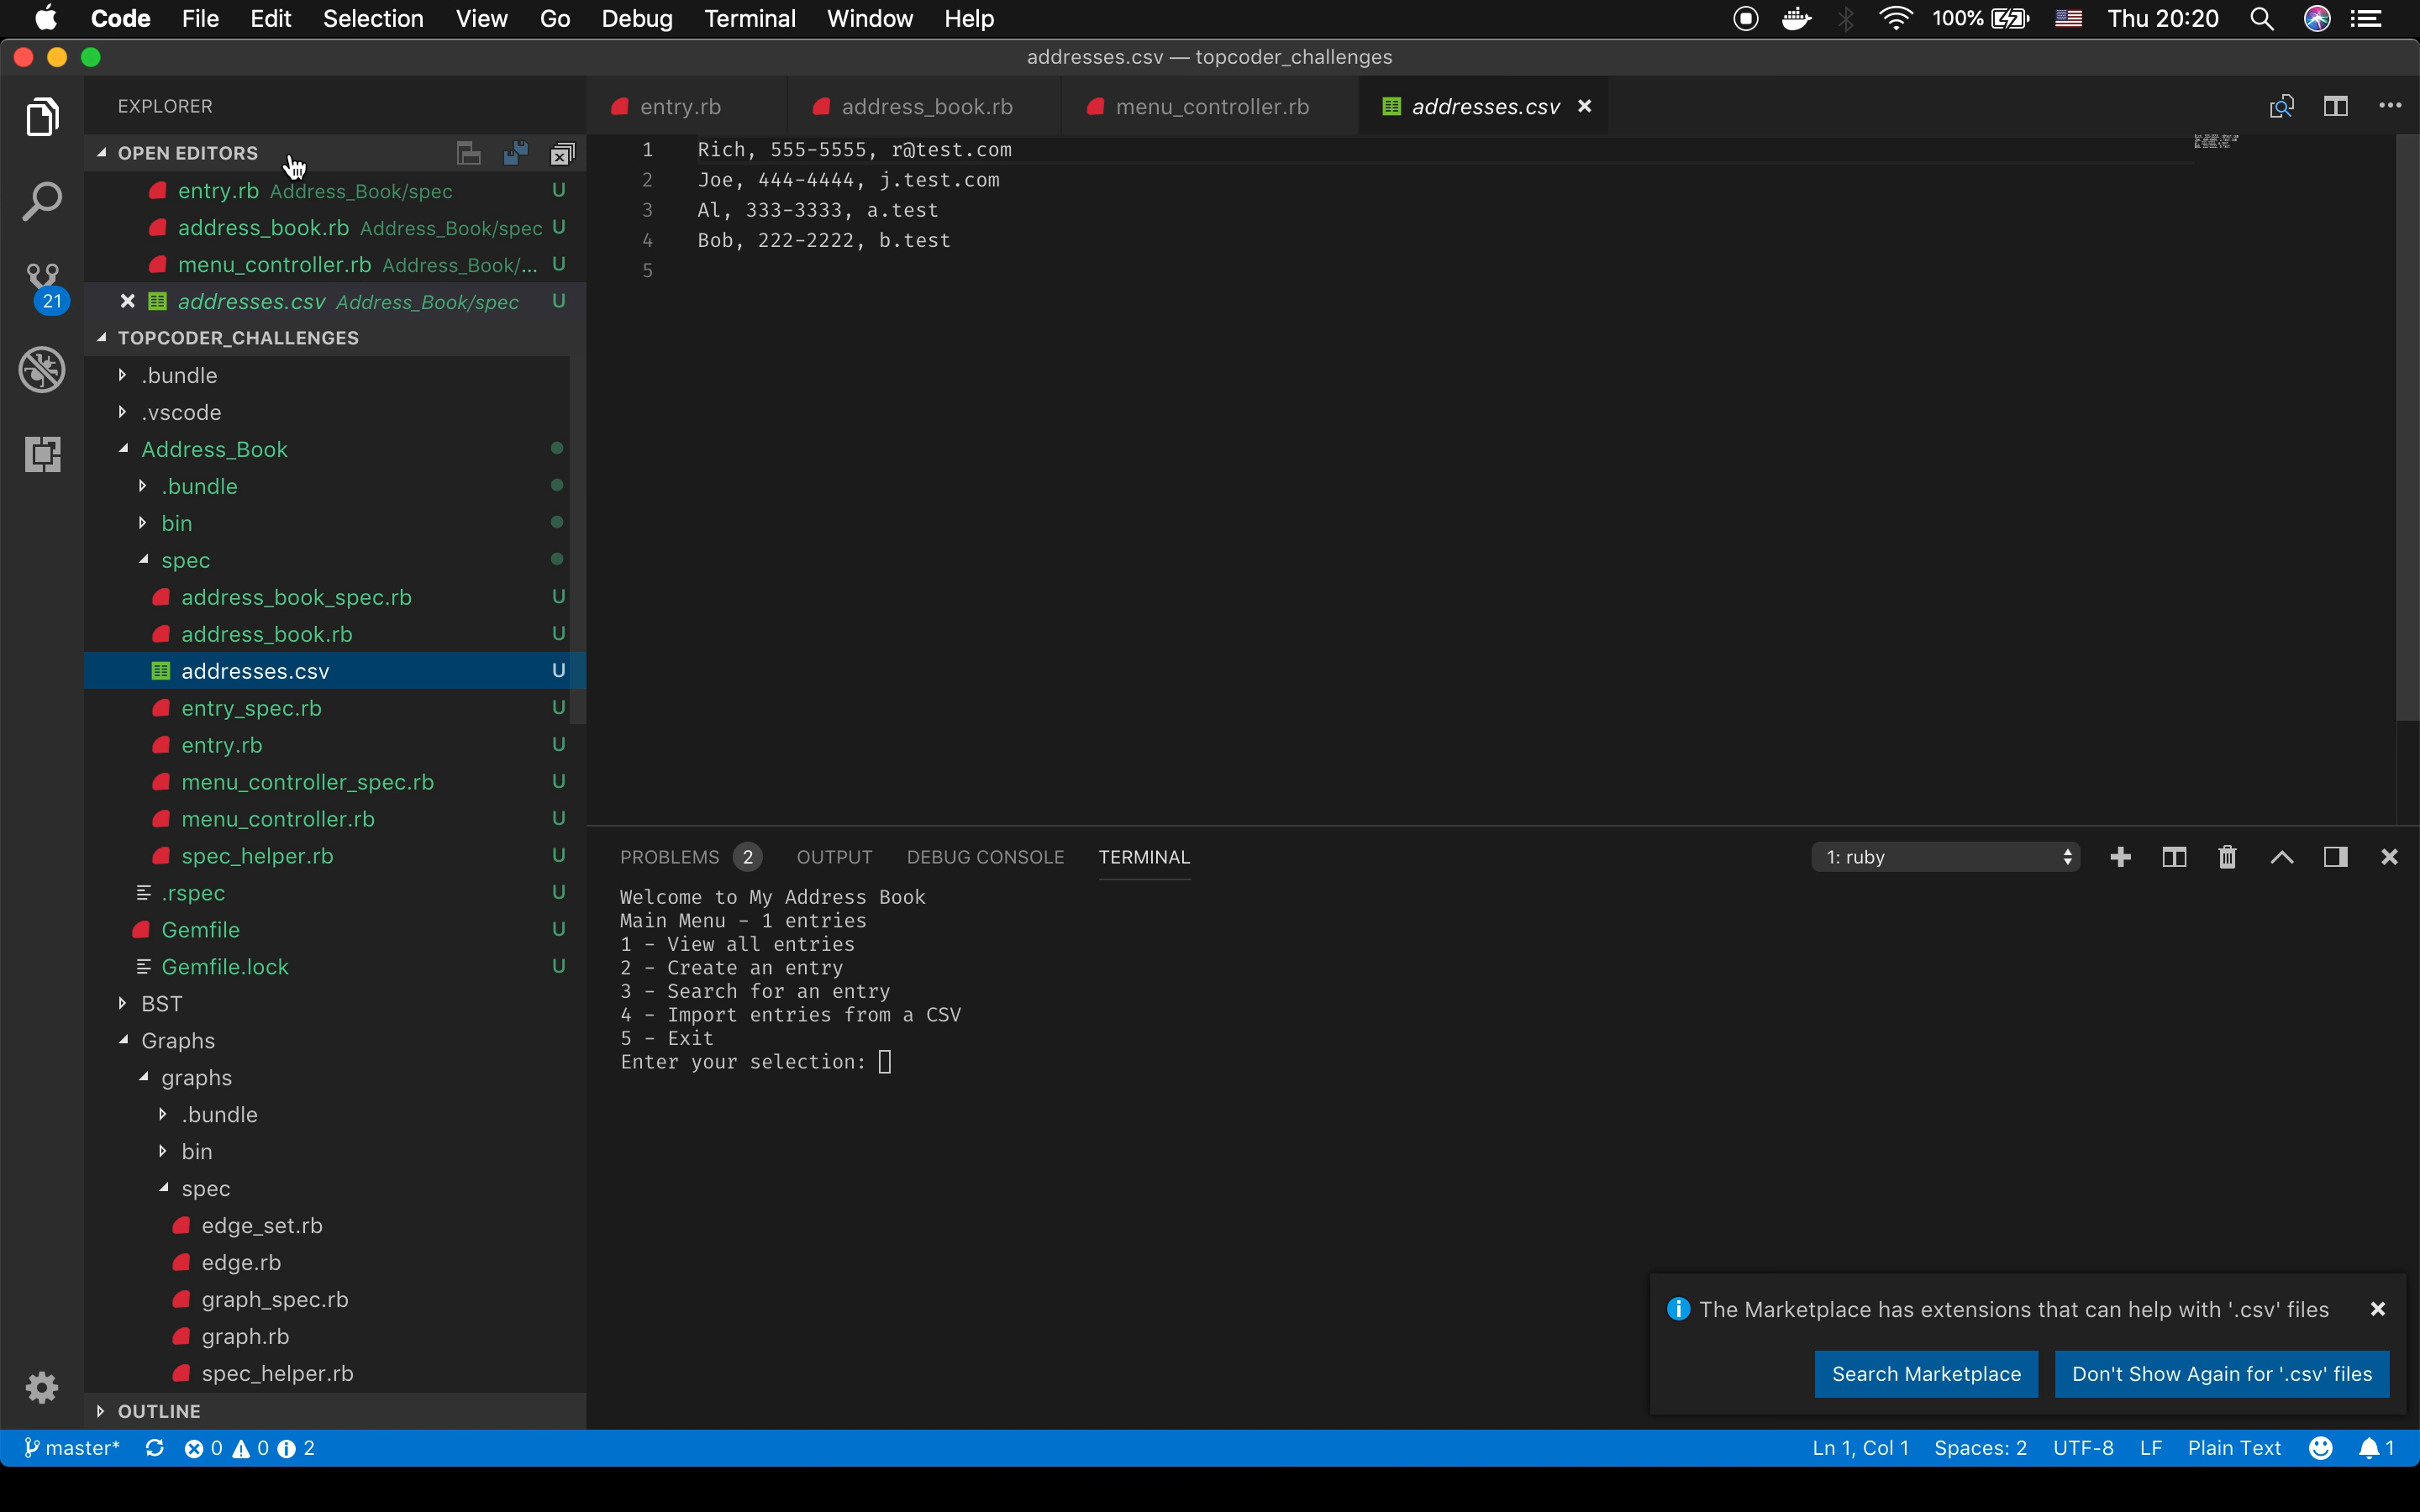 Code File Edit Selection View Go Debug Terminal Window Help 100% Thu 20:20
addresses.csv — topcoder_challenges
EXPLORER
entry.rb address_book.rb menu_controller.rb addresses.csv
OPEN EDITORS
entry.rb Address_Book/spec U
address_book.rb Address_Book/spec U
menu_controller.rb Address_Book/... U
addresses.csv Address_Book/spec U
21
TOPCODER_CHALLENGES
.bundle
.vscode
Address_Book
.bundle
bin
spec
address_book_spec.rb U
address_book.rb U
addresses.csv U
entry_spec.rb U
entry.rb U
menu_controller_spec.rb U
menu_controller.rb U
spec_helper.rb U
.rspec U
Gemfile U
Gemfile.lock U
BST
Graphs
graphs
.bundle
bin
spec
edge_set.rb
edge.rb
graph_spec.rb
graph.rb
spec_helper.rb
OUTLINE
1 Rich, 555-5555, r@test.com
2 Joe, 444-4444, j.test.com
3 Al, 333-3333, a.test
4 Bob, 222-2222, b.test
5
PROBLEMS 2 OUTPUT DEBUG CONSOLE TERMINAL 1: ruby
Welcome to My Address Book
Main Menu - 1 entries
1 - View all entries
2 - Create an entry
3 - Search for an entry
4 - Import entries from a CSV
5 - Exit
Enter your selection:
The Marketplace has extensions that can help with '.csv' files
Search Marketplace Don't Show Again for '.csv' files
master* 0 0 2 Ln 1, Col 1 Spaces: 2 UTF-8 LF Plain Text 1